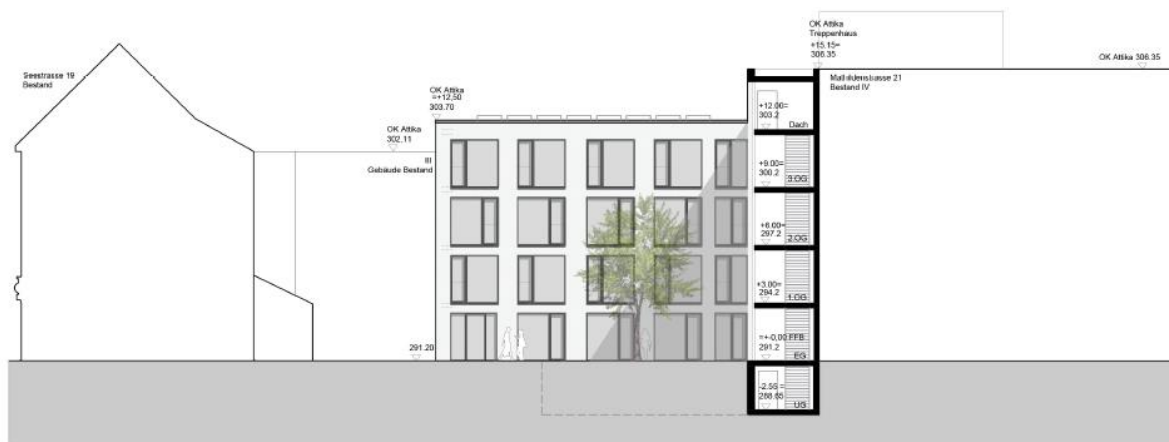 Seestrasse 19
Bestand
OK Attika
302.11
III
Gebäude Bestand
OK Attika
=+12,50
303.70
291.20
OK Attika
Treppenhaus
+15.15=
306.35
OK Attika 306.35
Mathildenstrasse 21
Bestand IV
+12.00=
303.2
Dach
+9.00=
300.2
3.OG
+6.00=
297.2
2.OG
+3.00=
294.2
1.OG
=+-0,00 FFB
291.2
EG
-2.55 =
288.65
UG